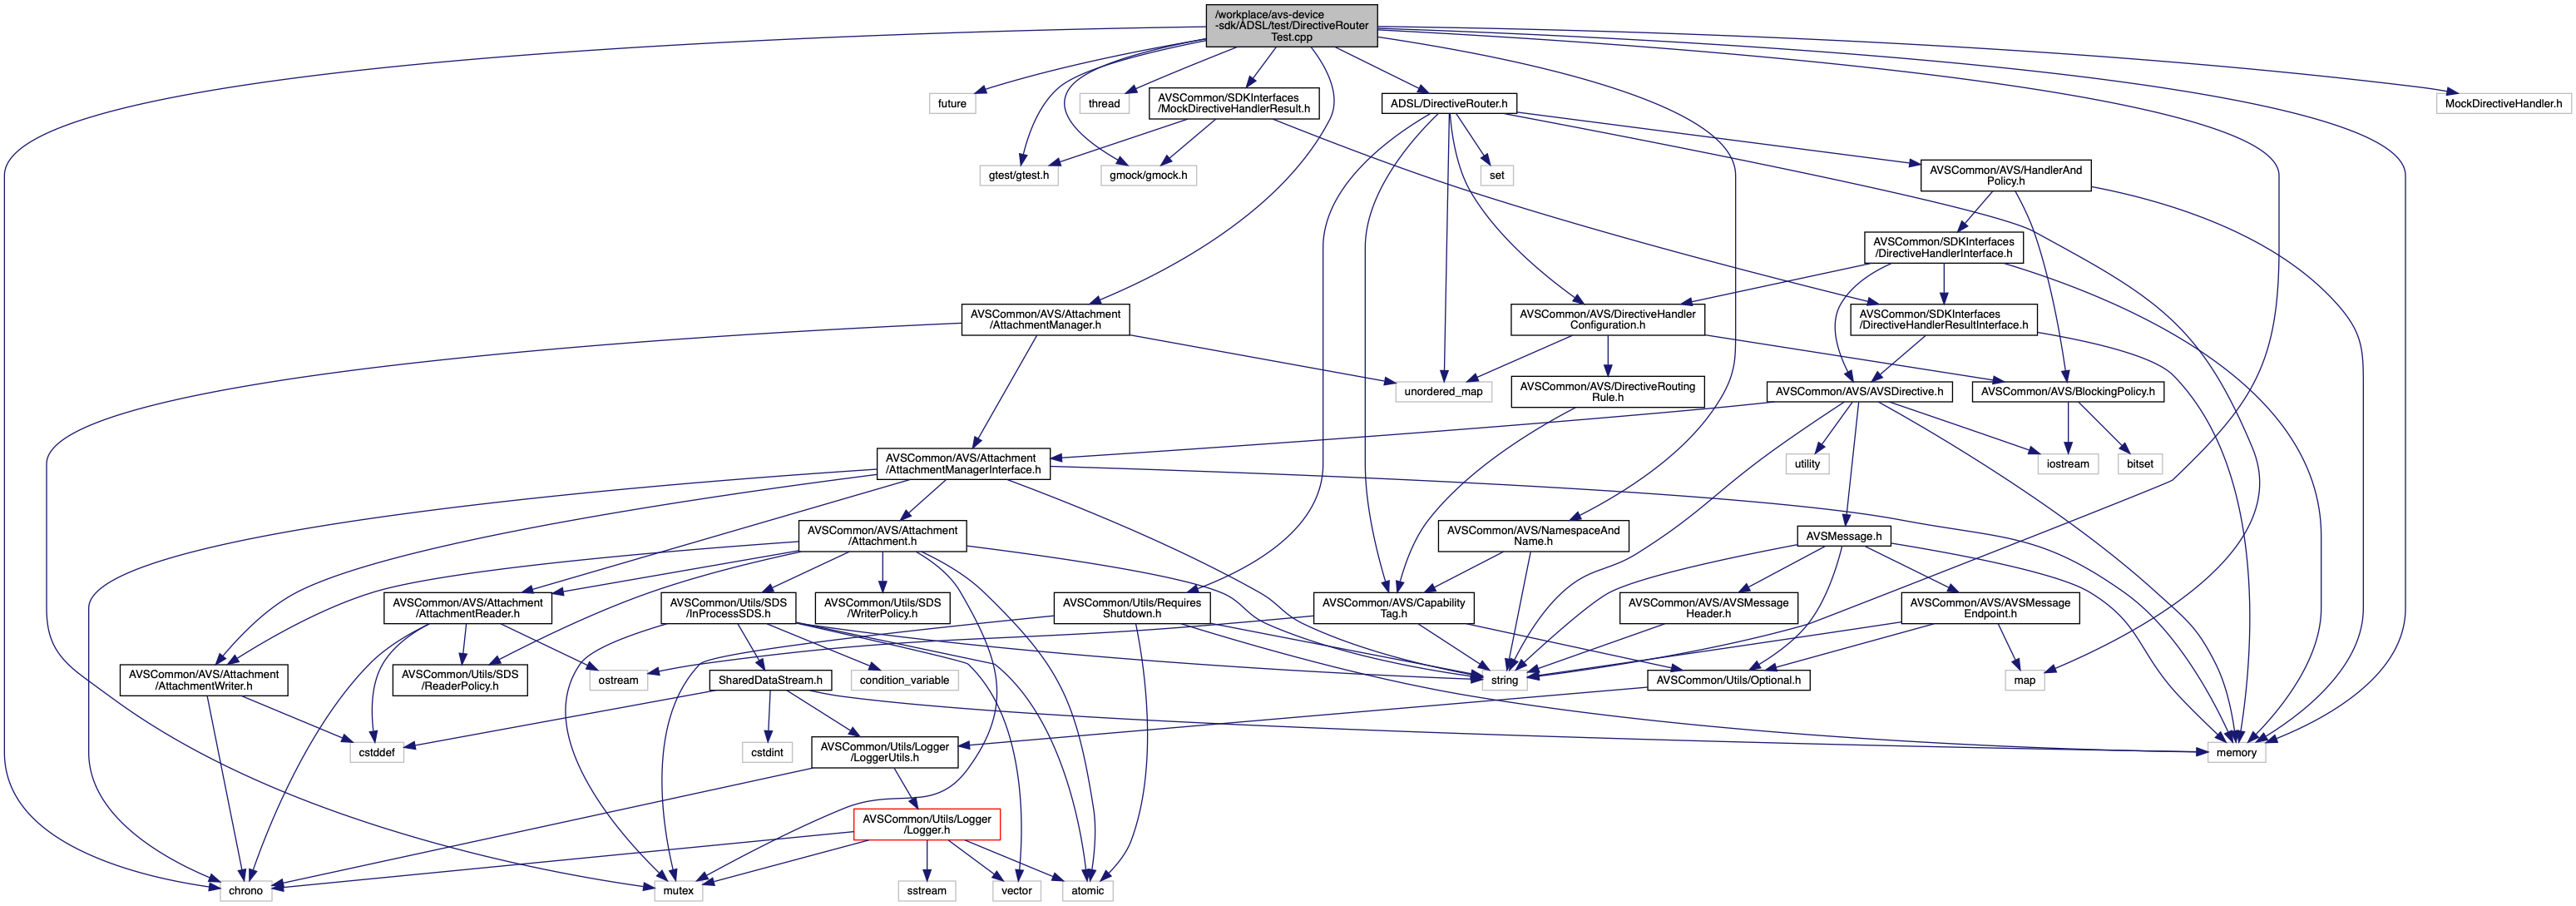 /workplace/avs-device
-sdk/ADSL/test/DirectiveRouter
Test.cpp
future
thread
AVSCommon/SDKInterfaces
/MockDirectiveHandlerResult.h
ADSL/DirectiveRouter.h
MockDirectiveHandler.h
gtest/gtest.h
gmock/gmock.h
set
AVSCommon/AVS/HandlerAnd
Policy.h
AVSCommon/SDKInterfaces
/DirectiveHandlerInterface.h
AVSCommon/AVS/Attachment
/AttachmentManager.h
AVSCommon/AVS/DirectiveHandler
Configuration.h
AVSCommon/SDKInterfaces
/DirectiveHandlerResultInterface.h
unordered_map
AVSCommon/AVS/DirectiveRouting
Rule.h
AVSCommon/AVS/AVSDirective.h
AVSCommon/AVS/BlockingPolicy.h
AVSCommon/AVS/Attachment
/AttachmentManagerInterface.h
utility
iostream
bitset
AVSCommon/AVS/Attachment
/Attachment.h
AVSCommon/AVS/NamespaceAnd
Name.h
AVSMessage.h
AVSCommon/AVS/Attachment
/AttachmentReader.h
AVSCommon/Utils/SDS
/InProcessSDS.h
AVSCommon/Utils/SDS
/WriterPolicy.h
AVSCommon/Utils/Requires
Shutdown.h
AVSCommon/AVS/Capability
Tag.h
AVSCommon/AVS/AVSMessage
Header.h
AVSCommon/AVS/AVSMessage
Endpoint.h
AVSCommon/AVS/Attachment
/AttachmentWriter.h
AVSCommon/Utils/SDS
/ReaderPolicy.h
ostream
SharedDataStream.h
condition_variable
string
AVSCommon/Utils/Optional.h
map
cstddef
cstdint
AVSCommon/Utils/Logger
/LoggerUtils.h
memory
AVSCommon/Utils/Logger
/Logger.h
chrono
mutex
sstream
vector
atomic